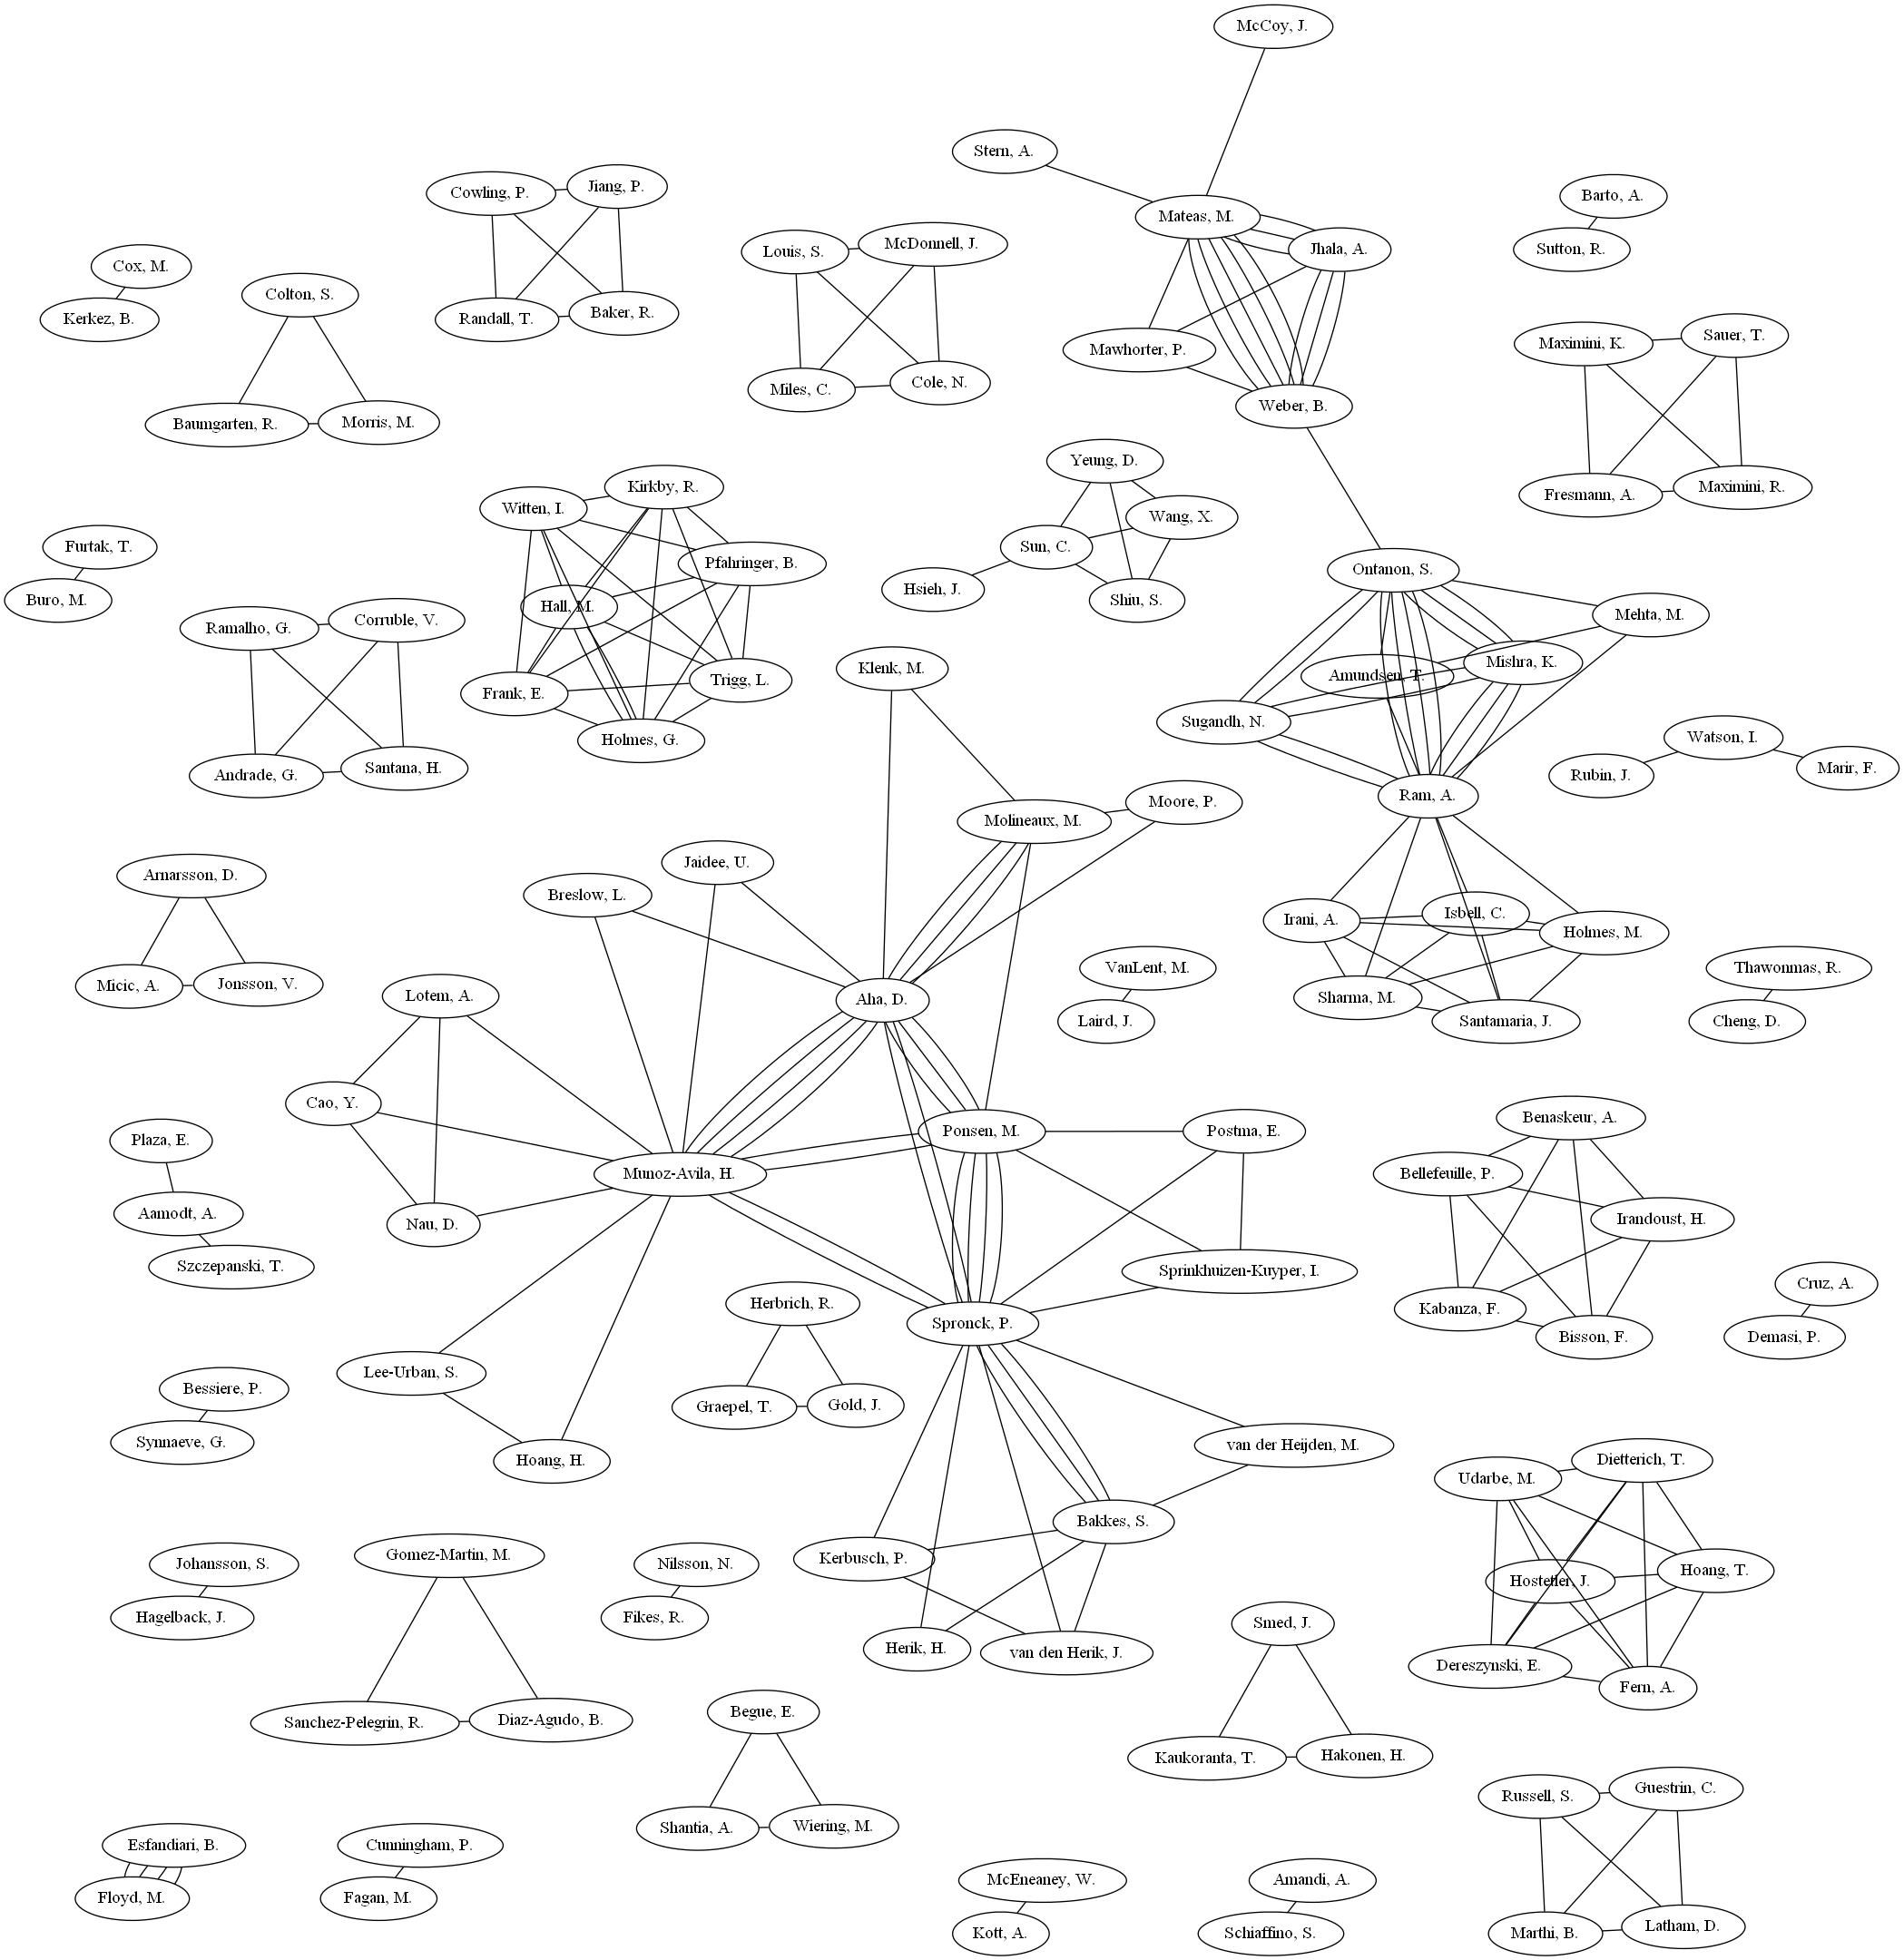 McCoy, J.
Stern, A.
Cowling, P.
Jiang, P.
Barto, A.
Mateas, M.
Louis, S.
McDonnell, J.
Jhala, A.
Sutton, R.
Cox, M.
Colton, S.
Kerkez, B.
Randall, T.
Baker, R.
Mawhorter, P.
Maximini, K.
Sauer, T.
Miles, C.
Cole, N.
Weber, B.
Baumgarten, R.
Morris, M.
Yeung, D.
Kirkby, R.
Witten, I.
Wang, X.
Fresmann, A.
Maximini, R.
Furtak, T.
Sun, C.
Pfahringer, B.
Ontanon, S.
Buro, M.
Hsieh, J.
Shiu, S.
Hall, M.
Mehta, M.
Ramalho, G.
Corruble, V.
Klenk, M.
Mishra, K.
Amundsen, T.
Frank, E.
Trigg, L.
Sugandh, N.
Holmes, G.
Watson, I.
Andrade, G.
Santana, H.
Rubin, J.
Marir, F.
Ram, A.
Moore, P.
Molineaux, M.
Arnarsson, D.
Jaidee, U.
Breslow, L.
Irani, A.
Isbell, C.
Holmes, M.
Micic, A.
Jonsson, V.
Lotem, A.
Aha, D.
VanLent, M.
Laird, J.
Sharma, M.
Santamaria, J.
Thawonmas, R.
Cheng, D.
Cao, Y.
Plaza, E.
Ponsen, M.
Postma, E.
Benaskeur, A.
Munoz-Avila, H.
Bellefeuille, P.
Aamodt, A.
Nau, D.
Irandoust, H.
Szczepanski, T.
Sprinkhuizen-Kuyper, I.
Cruz, A.
Herbrich, R.
Spronck, P.
Kabanza, F.
Bisson, F.
Demasi, P.
Bessiere, P.
Lee-Urban, S.
Graepel, T.
Gold, J.
Synnaeve, G.
Hoang, H.
van der Heijden, M.
Dietterich, T.
Udarbe, M.
Bakkes, S.
Johansson, S.
Gomez-Martin, M.
Nilsson, N.
Kerbusch, P.
Hostetler, J.
Hoang, T.
Hagelback, J.
Fikes, R.
Herik, H.
van den Herik, J.
Smed, J.
Dereszynski, E.
Fern, A.
Sanchez-Pelegrin, R.
Diaz-Agudo, B.
Begue, E.
Kaukoranta, T.
Hakonen, H.
Russell, S.
Guestrin, C.
Shantia, A.
Wiering, M.
Esfandiari, B.
Cunningham, P.
McEneaney, W.
Amandi, A.
Floyd, M.
Fagan, M.
Kott, A.
Schiaffino, S.
Marthi, B.
Latham, D.